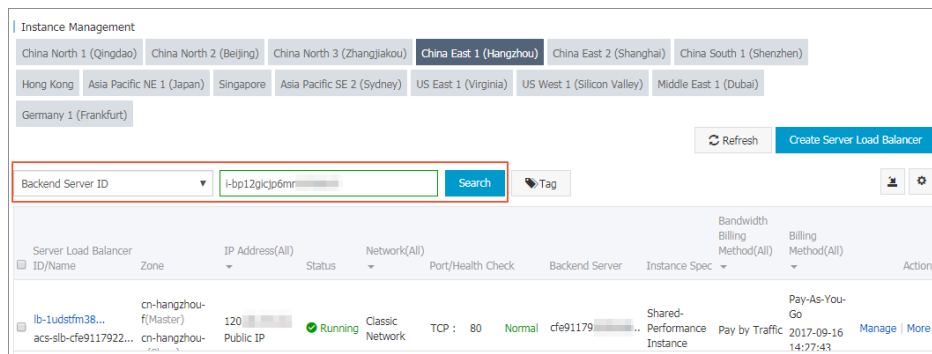 Instance Management
China North 1 (Qingdao) China North 2 (Beijing) China North 3 (Zhangjiakou) China East 1 (Hangzhou) China East 2 (Shanghai) China South 1 (Shenzhen)
Hong Kong Asia Pacific NE 1 (Japan) Singapore Asia Pacific SE 2 (Sydney) US East 1 (Virginia) US West 1 (Silicon Valley) Middle East 1 (Dubai)
Germany 1 (Frankfurt)
Refresh Create Server Load Balancer
Backend Server ID i-bp12gicjp6mr Search Tag
Bandwidth
Billing Billing
Server Load Balancer IP Address(All) Network(All) Method(All) Method(All)
ID/Name Zone Status Port/Health Check Backend Server Instance Spec Action
Pay-As-You-
cn-hangzhou- Shared- Go
lb-1udstfm38... f(Master) 120 Running Classic TCP : 80 Normal cfe91179 .. Performance Pay by Traffic 2017-09-16 Manage | More
acs-slb-cfe9117922... cn-hangzhou- Public IP Network Instance 14:27:43